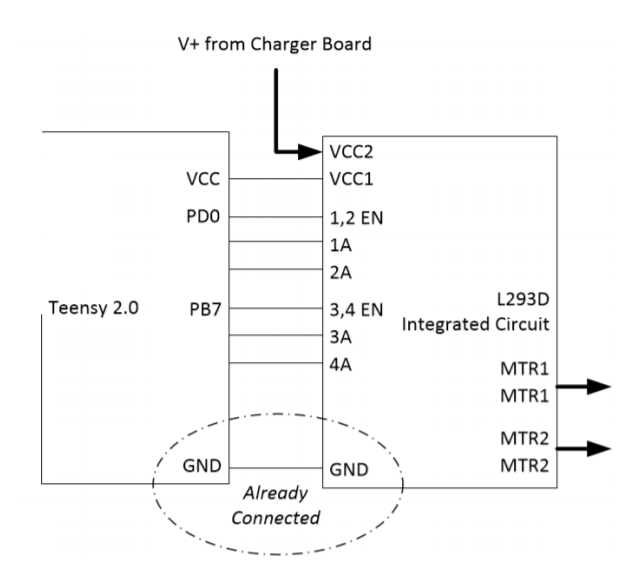 V+ from Charger Board
VCC2
VCC VCC1
PD0 1,2 EN
1A
2A
Teensy 2.0 PB7 3,4 EN
L293D
Integrated Circuit
3A
4A
MTR1
MTR1
MTR2
MTR2
GND GND
Already
Connected